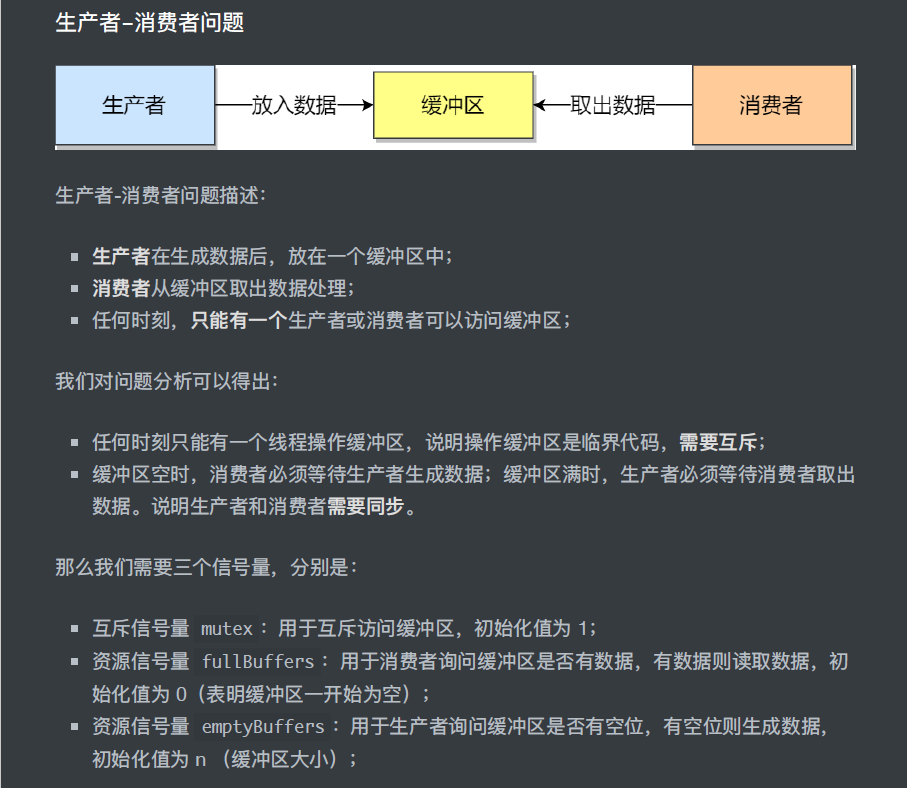 生产者-消费者问题
生产者 放入数据 缓冲区 取出数据 消费者
生产者-消费者问题描述：
生产者在生成数据后，放在一个缓冲区中；
消费者从缓冲区取出数据处理；
任何时刻，只能有一个生产者或消费者可以访问缓冲区；
我们对问题分析可以得出：
任何时刻只能有一个线程操作缓冲区，说明操作缓冲区是临界代码，需要互斥；
缓冲区空时，消费者必须等待生产者生成数据；缓冲区满时，生产者必须等待消费者取出
数据。说明生产者和消费者需要同步。
那么我们需要三个信号量，分别是：
互斥信号量 mutex：用于互斥访问缓冲区，初始化值为 1；
资源信号量 fullBuffers：用于消费者询问缓冲区是否有数据，有数据则读取数据，初
始化值为 0（表明缓冲区一开始为空）；
资源信号量 emptyBuffers：用于生产者询问缓冲区是否有空位，有空位则生成数据，
初始化值为 n （缓冲区大小）；